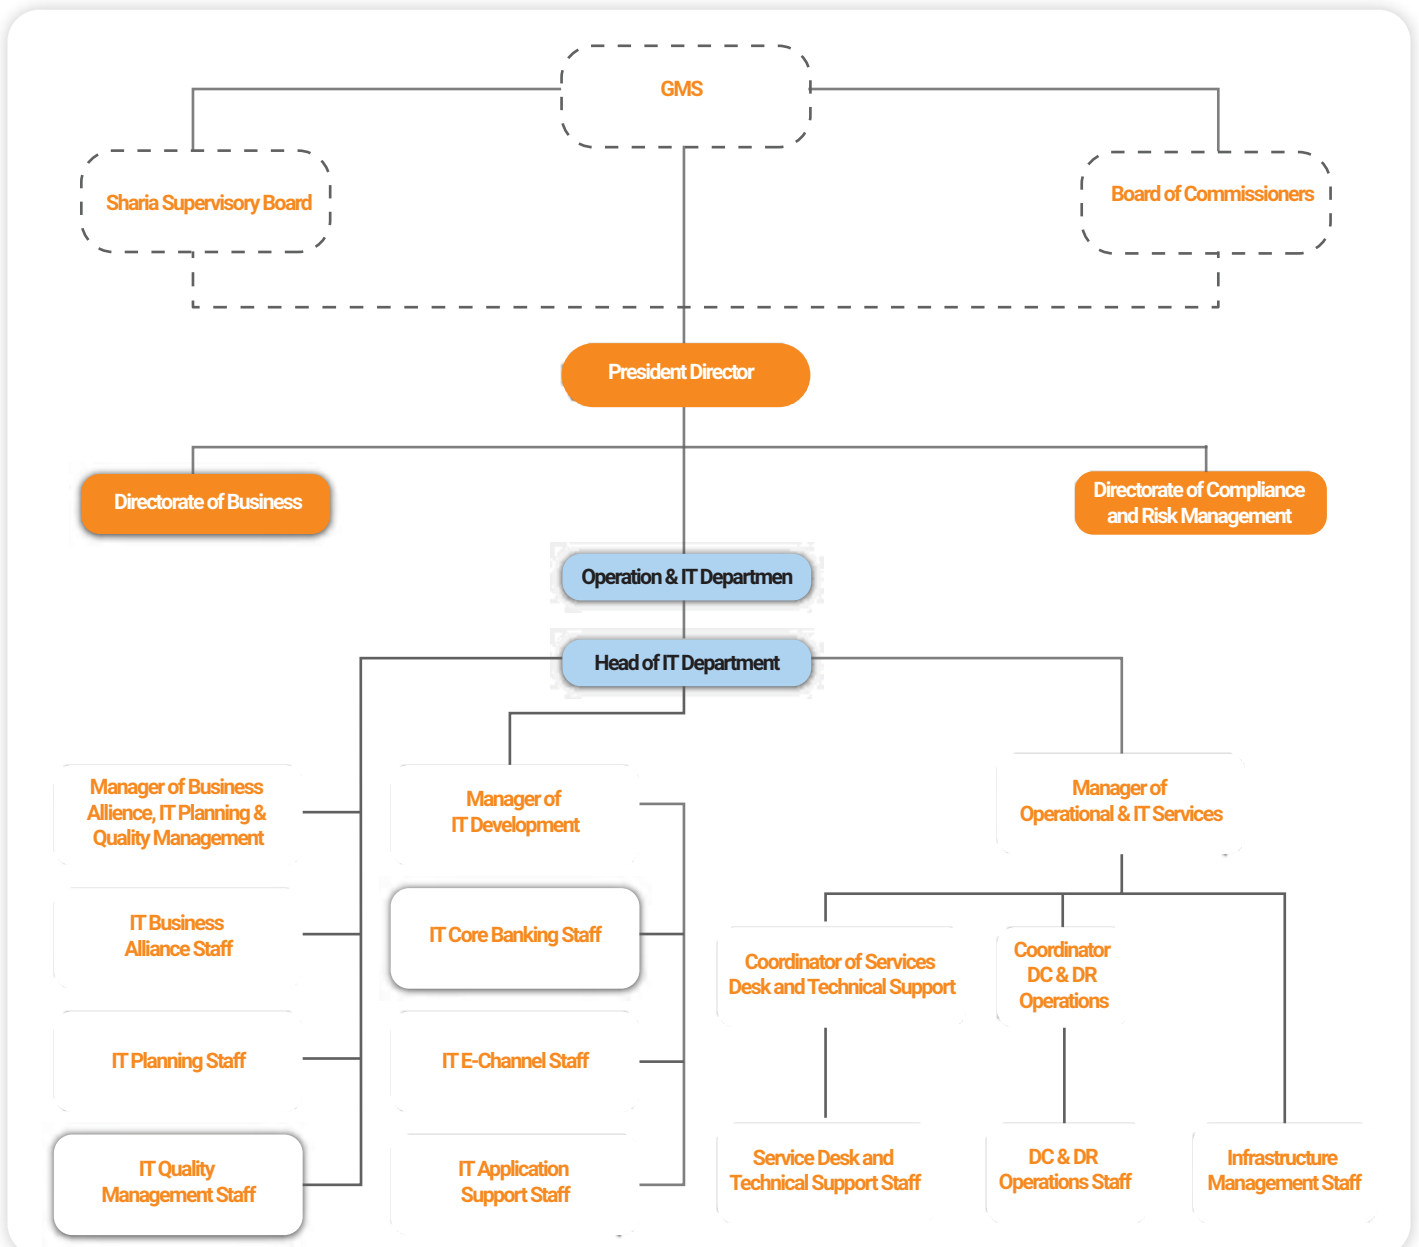 GMS
Sharia Supervisory Board
Board of Commissioners
President Director
Directorate of Business
Directorate of Compliance
and Risk Management
Operation & IT Departmen
Head of IT Department
Manager of Business
Allience, IT Planning &
Quality Management
Manager of
IT Development
Manager of
Operational & IT Services
IT Business
Alliance Staff
IT Core Banking Staff
Coordinator of Services
Desk and Technical Support
Coordinator
DC & DR
Operations
IT Planning Staff
IT E-Channel Staff
IT Quality
Management Staff
IT Application
Support Staff
Service Desk and
Technical Support Staff
DC & DR
Operations Staff
Infrastructure
Management Staff